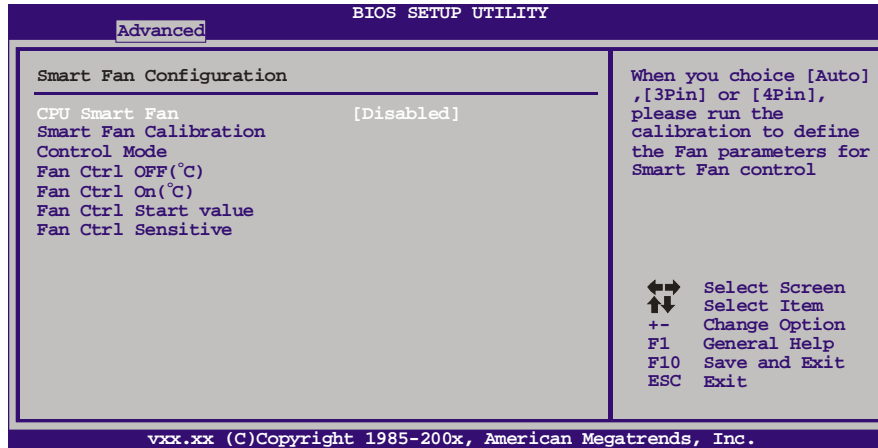 BIOS SETUP UTILITY
Advanced
Smart Fan Configuration
CPU Smart Fan [Disabled]
Smart Fan Calibration
Control Mode
Fan Ctrl OFF(°C)
Fan Ctrl On(°C)
Fan Ctrl Start value
Fan Ctrl Sensitive
When you choice [Auto]
,[3Pin] or [4Pin],
please run the
calibration to define
the Fan parameters for
Smart Fan control
Select Screen
Select Item
+- Change Option
F1 General Help
F10 Save and Exit
ESC Exit
vxx.xx (C)Copyright 1985-200x, American Megatrends, Inc.